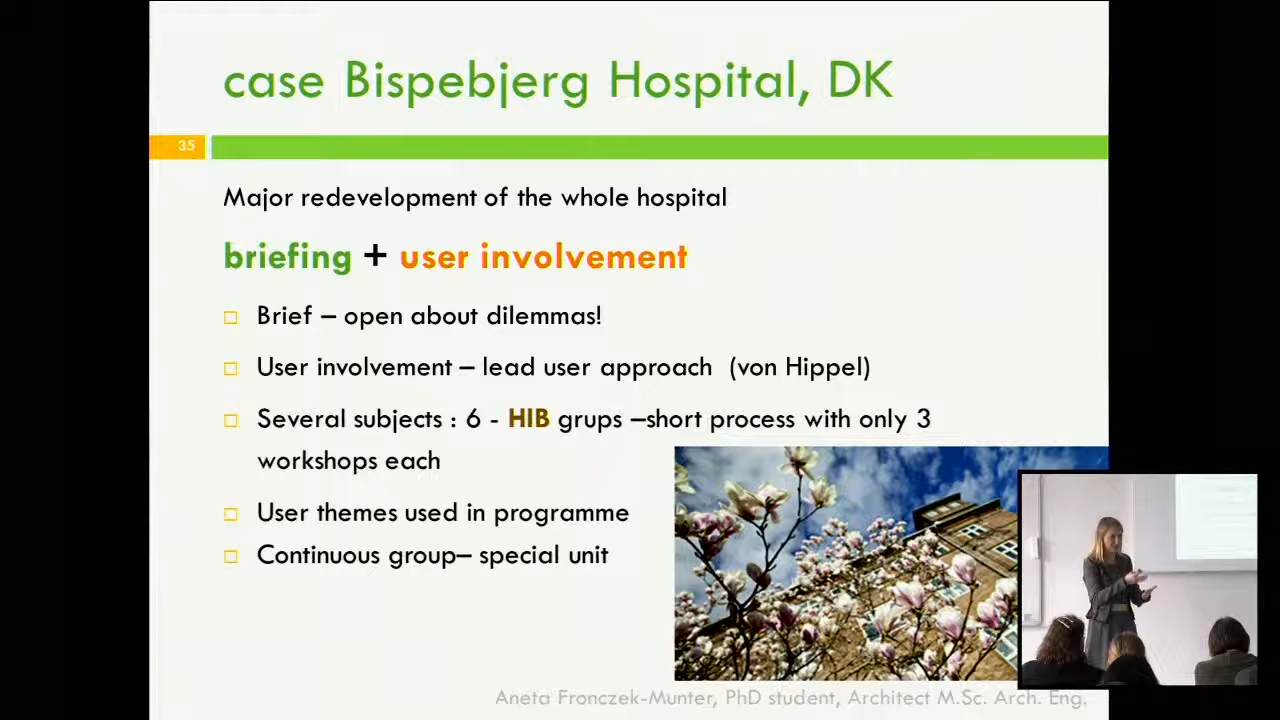 case Bispebjerg Hospital, DK
35
Major redevelopment of the whole hospital
briefing + user involvement
Brief – open about dilemmas!
User involvement – lead user approach (von Hippel)
Several subjects : 6 - HIB grups –short process with only 3
workshops each
User themes used in programme
Continuous group– special unit
Aneta Fronczek-Munter, PhD student, Architect M.Sc. Arch. Eng.